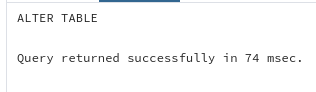 ALTER TABLE
Query returned successfully in 74 msec.